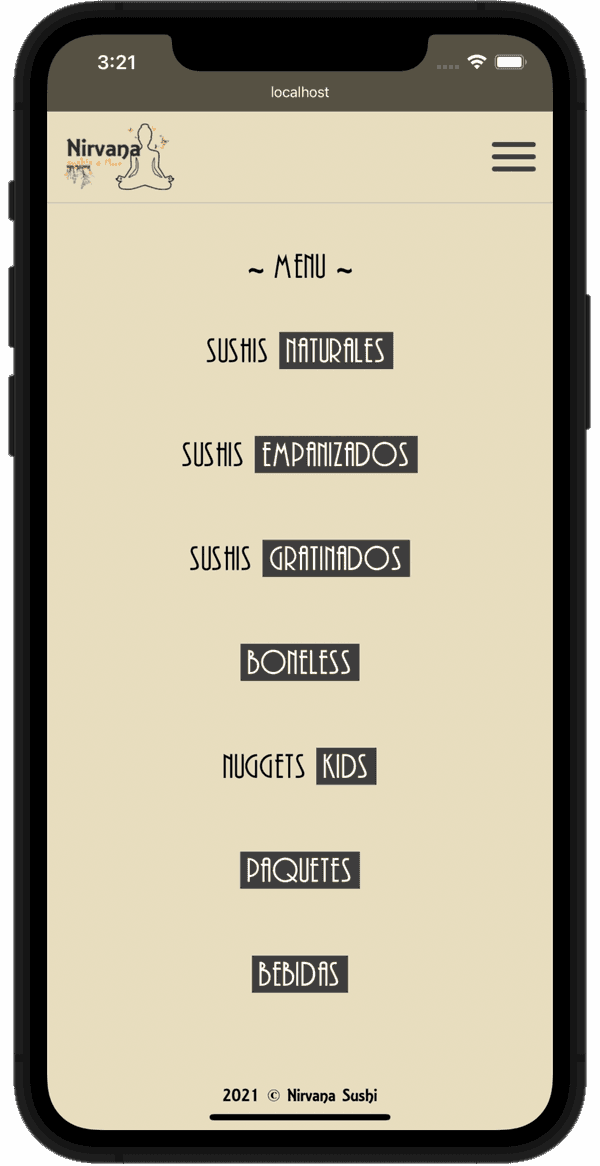 3:21
localhost
Nirvana
~ MENU ~
SUSHIS NATURALES
SUSHIS EMPANIZADOS
SUSHIS GRATINADOS
BONELESS
NUGGETS KIDS
PAQUETES
BEBIDAS
2021 © Nirvana Sushi